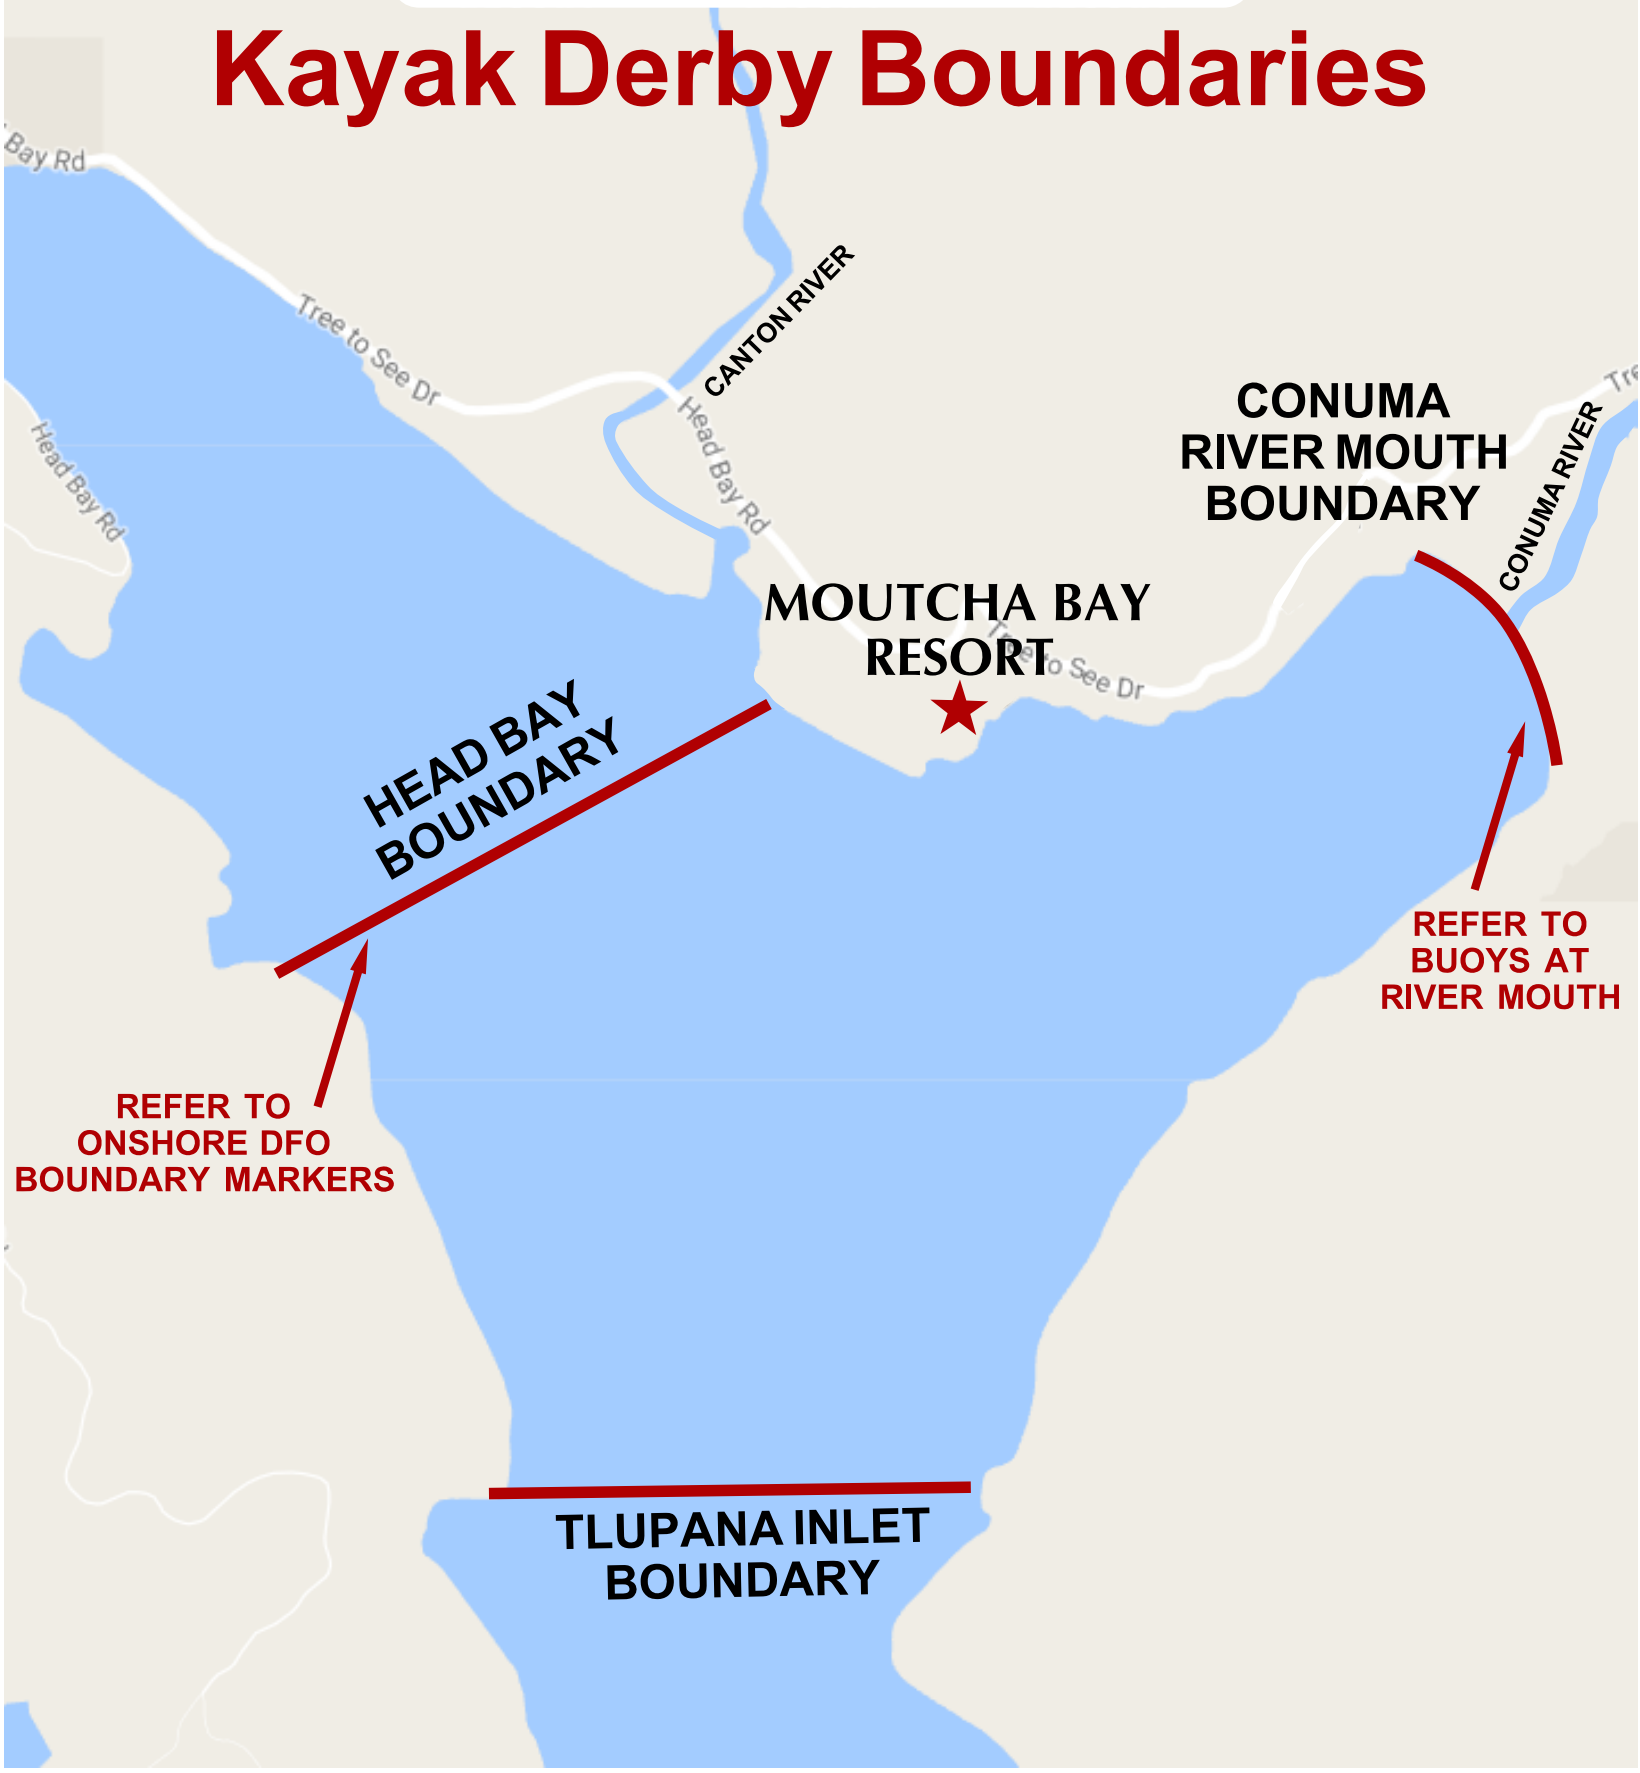 Kayak Derby Boundaries
Bay Rd
Tree to See Dr
CANTON RIVER
Head Bay Rd
Head Bay Rd
CONUMA
RIVER MOUTH
BOUNDARY
Tre
CONUMA RIVER
MOUTCHA BAY
RESORT
Tree to See Dr
HEAD BAY
BOUNDARY
REFER TO
BUOYS AT
RIVER MOUTH
REFER TO
ONSHORE DFO
BOUNDARY MARKERS
TLUPANA INLET
BOUNDARY